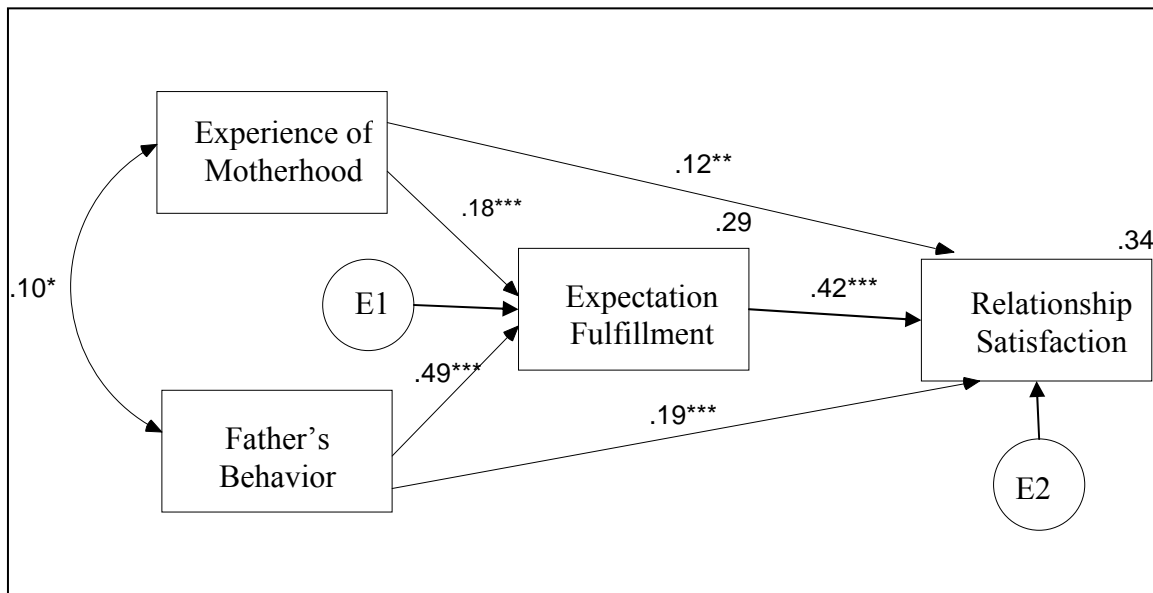 Experience of
Motherhood
.12**
.18***
.29
.34
.10*
E1
Expectation
Fulfillment
.42***
Relationship
Satisfaction
.49***
.19***
Father’s
Behavior
E2